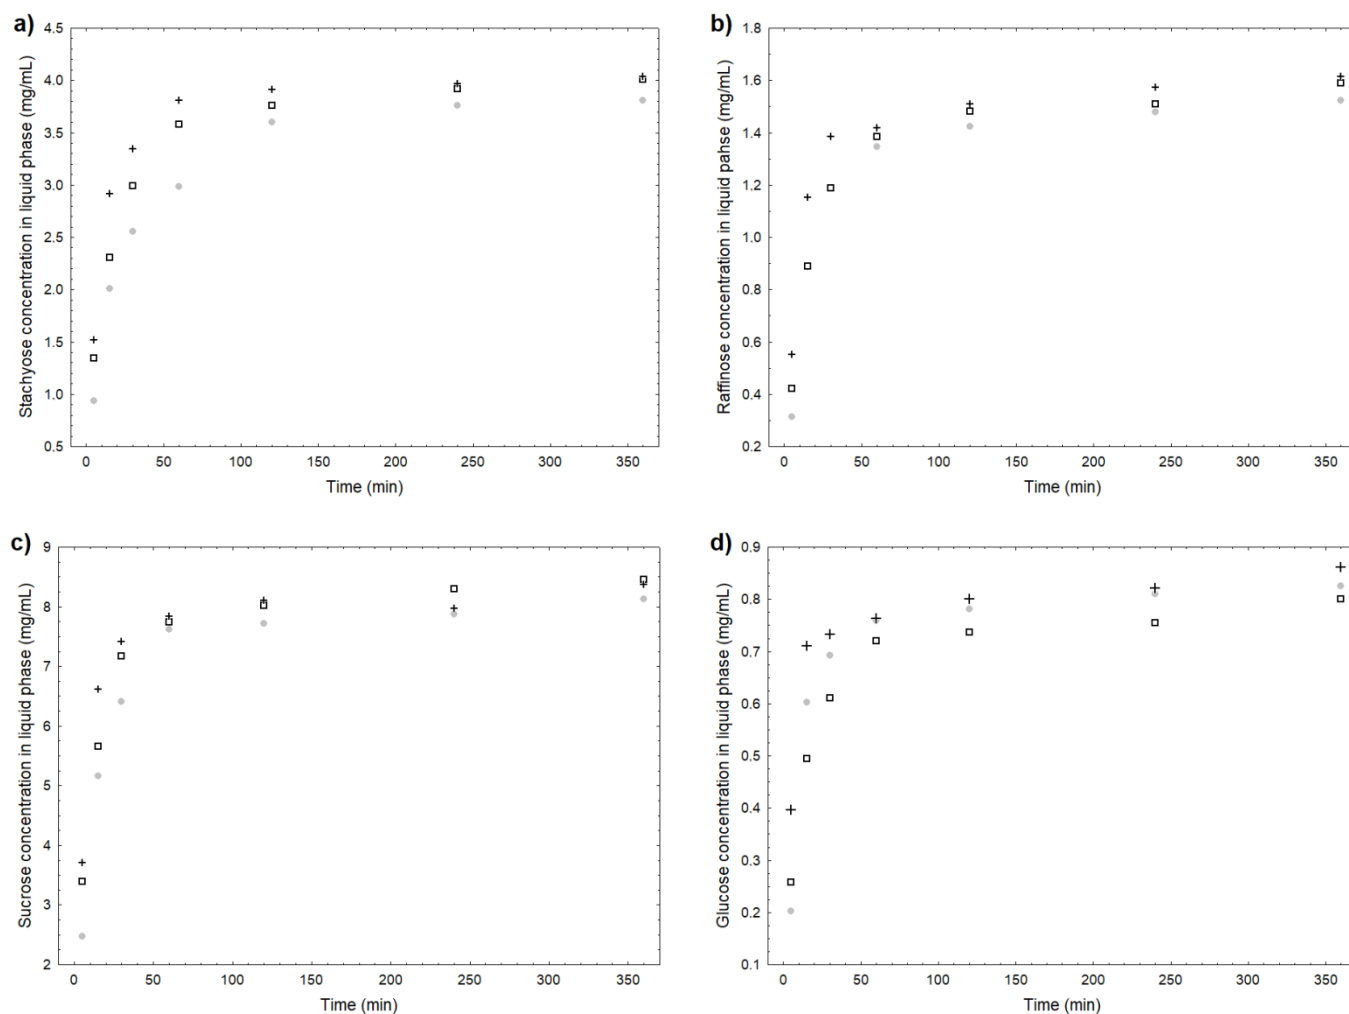 a)
Stachyose concentration in liquid phase (mg/mL)
4.5
4.0
3.5
3.0
2.5
2.0
1.5
1.0
0.5
0 50 100 150 200 250 300 350
Time (min)
b)
Raffinose concentration in liquid pahse (mg/mL)
1.8
1.6
1.4
1.2
1.0
0.8
0.6
0.4
0.2
0 50 100 150 200 250 300 350
Time (min)
c)
Sucrose concentration in liquid phase (mg/mL)
9
8
7
6
5
4
3
2
0 50 100 150 200 250 300 350
Time (min)
d)
Glucose concentration in liquid phase (mg/mL)
0.9
0.8
0.7
0.6
0.5
0.4
0.3
0.2
0.1
0 50 100 150 200 250 300 350
Time (min)